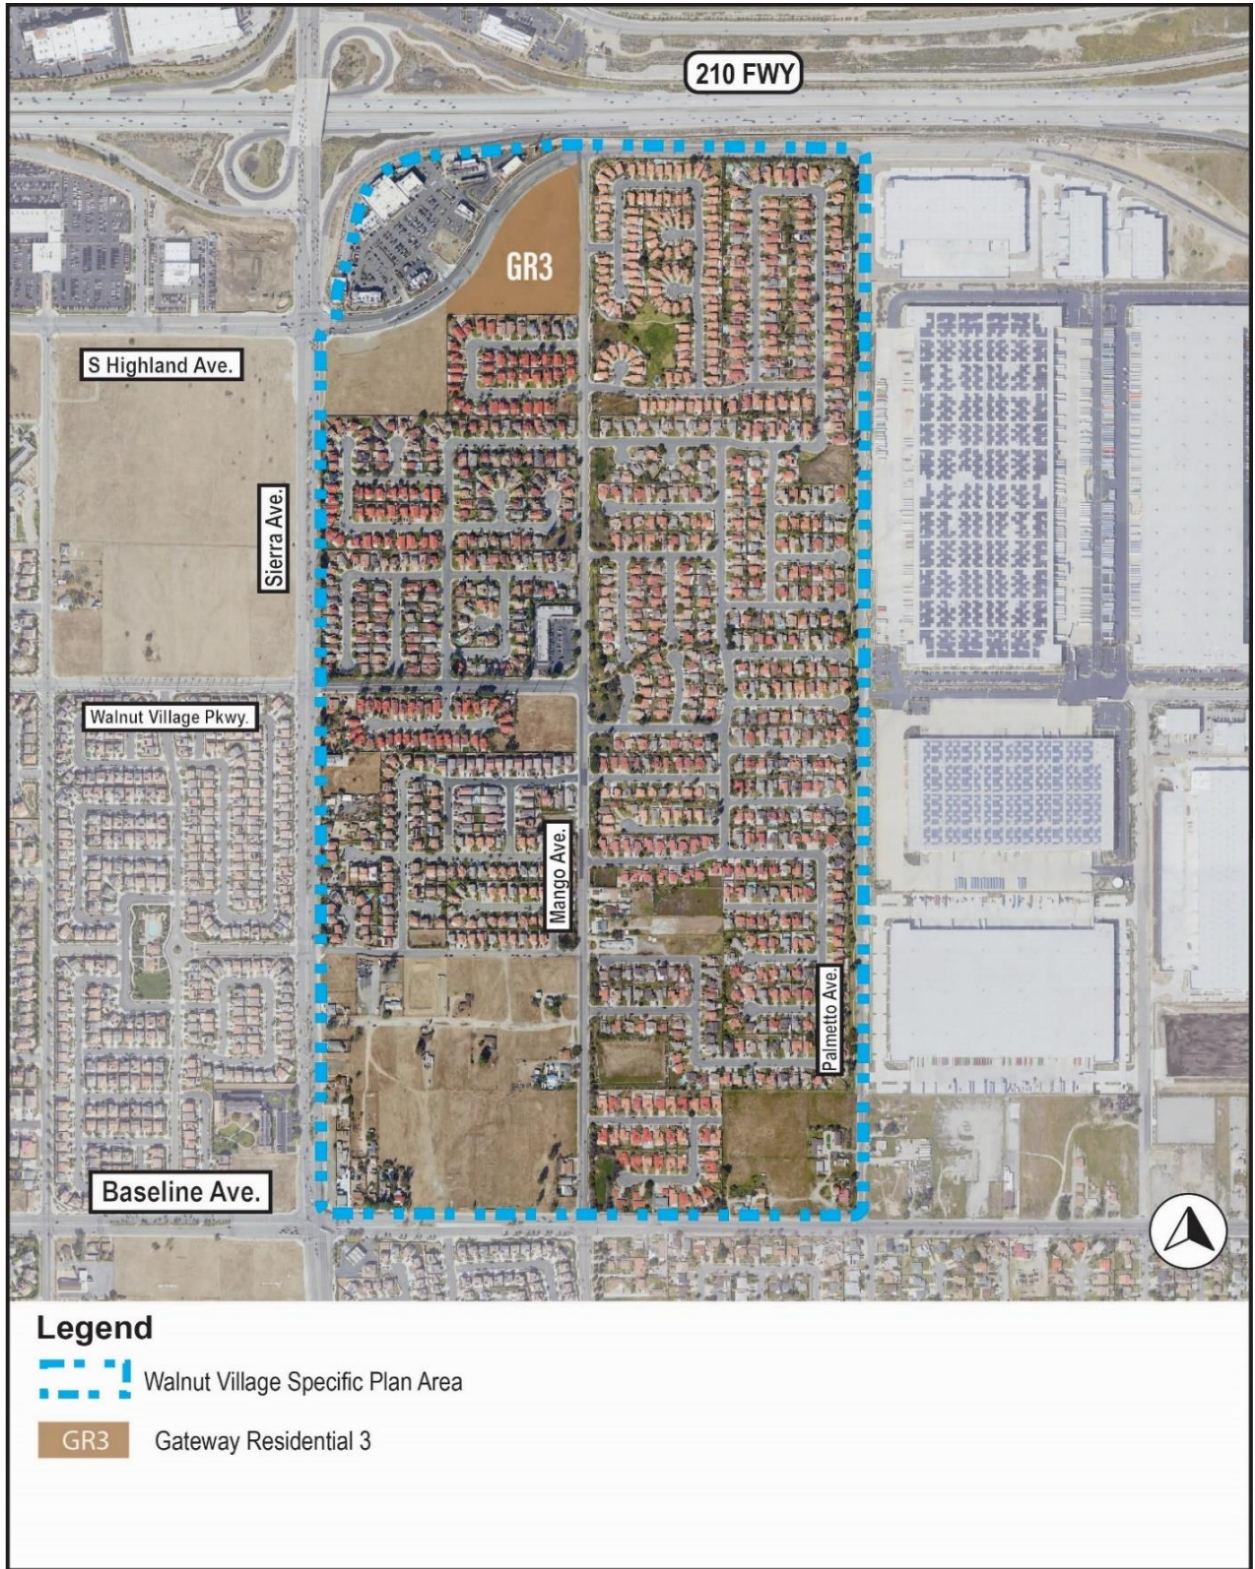 210 FWY
GR3
S Highland Ave.
Sierra Ave.
Walnut Village Pkwy.
Mango Ave.
Palmetto Ave.
Baseline Ave.
Legend
Walnut Village Specific Plan Area
GR3 Gateway Residential 3